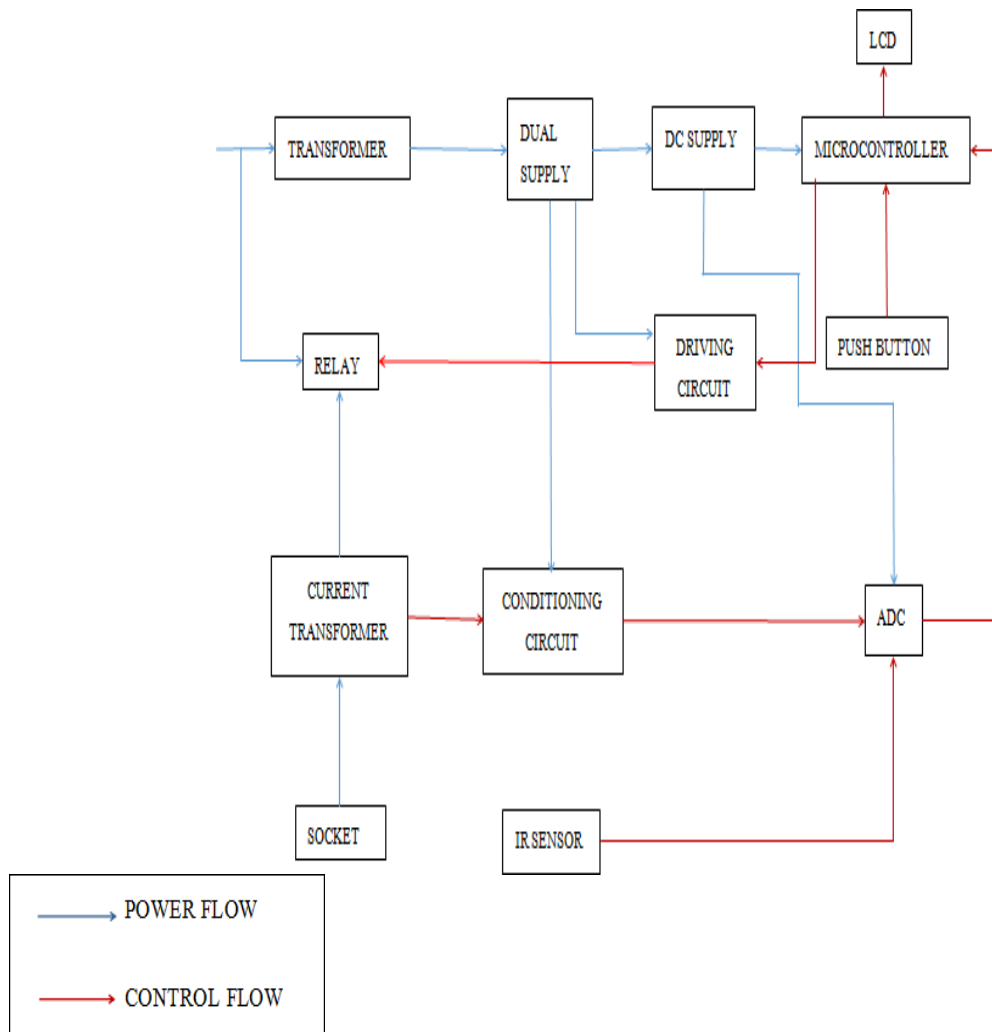 LCD
TRANSFORMER
DUAL
SUPPLY
DC SUPPLY
MICROCONTROLLER
RELAY
DRIVING
CIRCUIT
PUSH BUTTON
CURRENT
TRANSFORMER
CONDITIONING
CIRCUIT
ADC
SOCKET
IR SENSOR
POWER FLOW
CONTROL FLOW